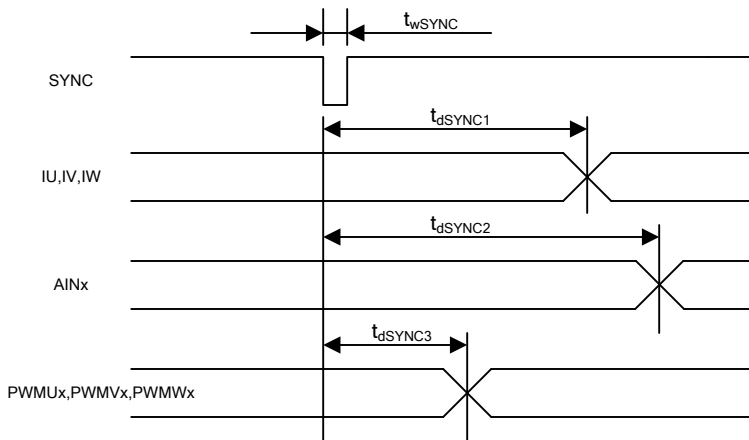 twSYNC
SYNC
tdSYNC1
IU,IV,IW
tdSYNC2
AINx
tdSYNC3
PWMUx,PWMVx,PWMWx